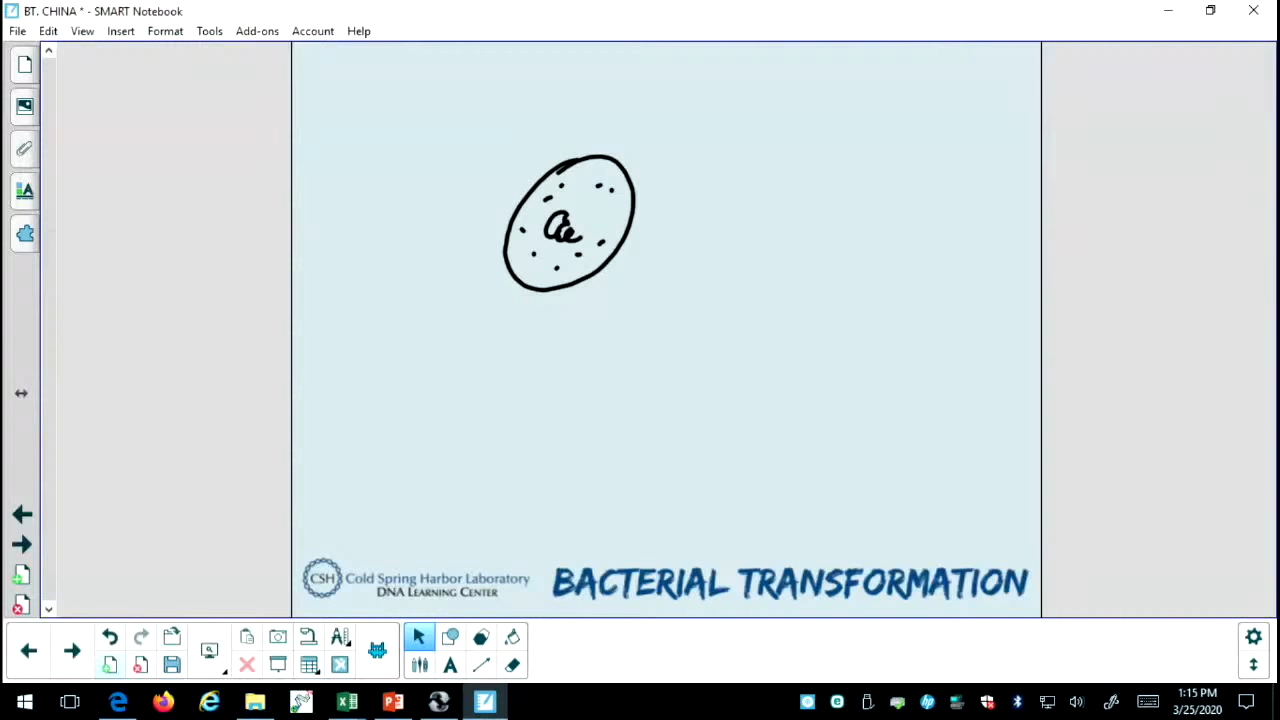 BT. CHINA * - SMART Notebook
File Edit View Insert Format Tools Add-ons Account Help
CSH Cold Spring Harbor Laboratory
DNA LEARNING CENTER
BACTERIAL TRANSFORMATION
1:15 PM
3/25/2020